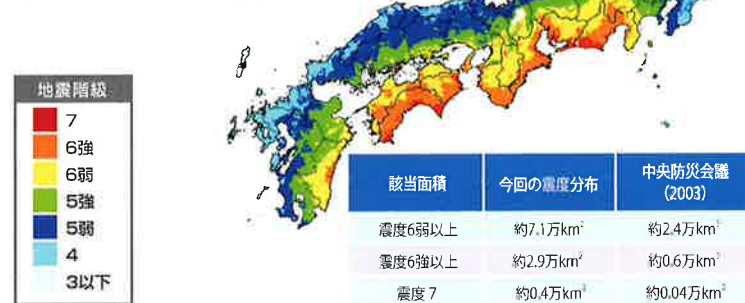 地震階級
7
6強
6弱
5強
5弱
4
3以下
該当面積 今回の震度分布 中央防災会議
(2003)
震度6弱以上 約7.1万km² 約2.4万km²
震度6強以上 約2.9万km² 約0.6万km²
震度7 約0.4万km² 約0.04万km²